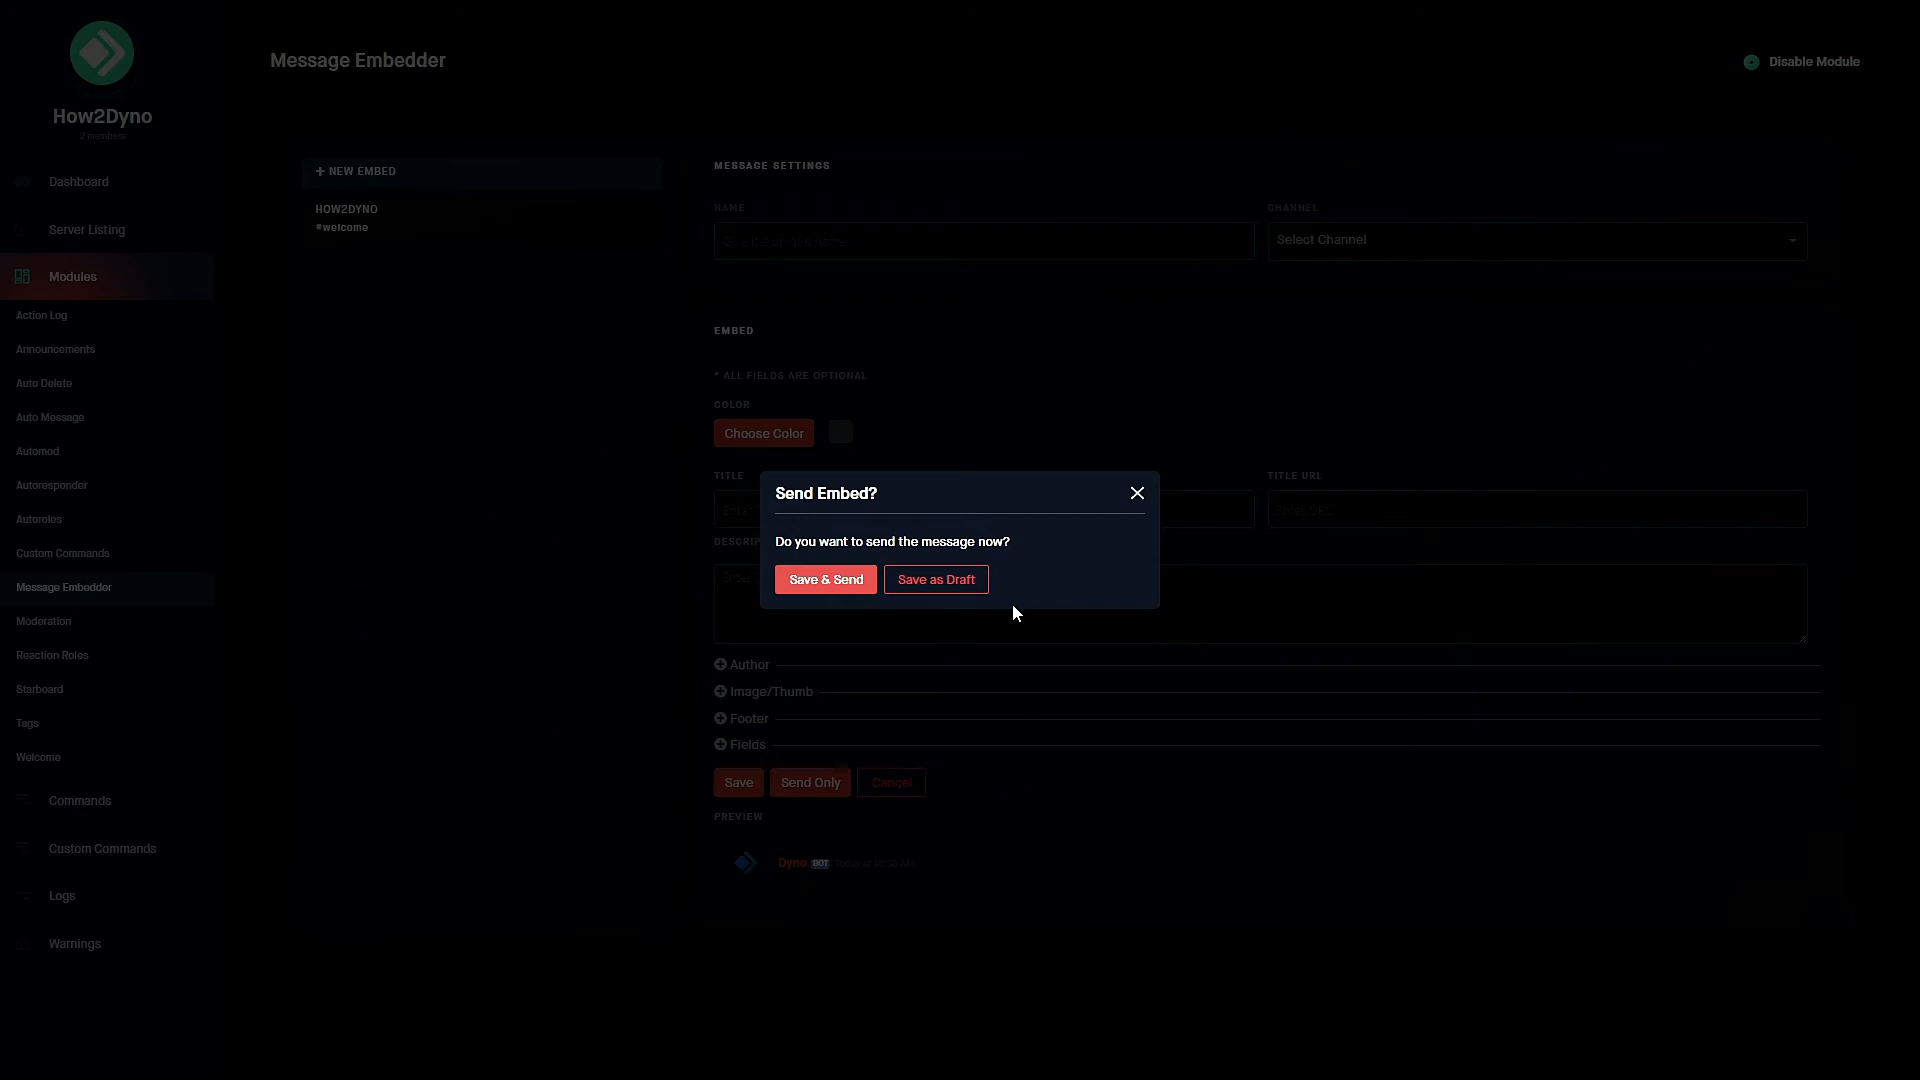 How2Dyno
2 members
Dashboard
Server Listing
Modules
Action Log
Announcements
Auto Delete
Auto Message
Automod
Autoresponder
Autoroles
Custom Commands
Message Embedder
Moderation
Reaction Roles
Starboard
Tags
Welcome
Commands
Custom Commands
Logs
Warnings
Message Embedder
Disable Module
NEW EMBED
HOW2DYNO
#welcome
MESSAGE SETTINGS
NAME
CHANNEL
Select Channel
EMBED
* ALL FIELDS ARE OPTIONAL
COLOR
Choose Color
TITLE
TITLE URL
Enter URL
Send Embed?
Do you want to send the message now?
Save & Send
Save as Draft
Author
Image/Thumb
Footer
Fields
Save
Send Only
Cancel
PREVIEW
Dyno BOT